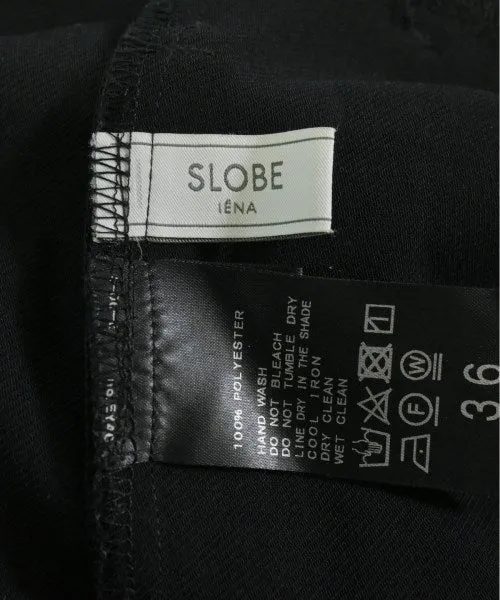 SLOBE
IÉNA
100% POLYESTER
HAND WASH
DO NOT BLEACH
DO NOT TUMBLE DRY
LINE DRY IN THE SHADE
COOL IRON
DRY CLEAN
WET CLEAN
F
W
36